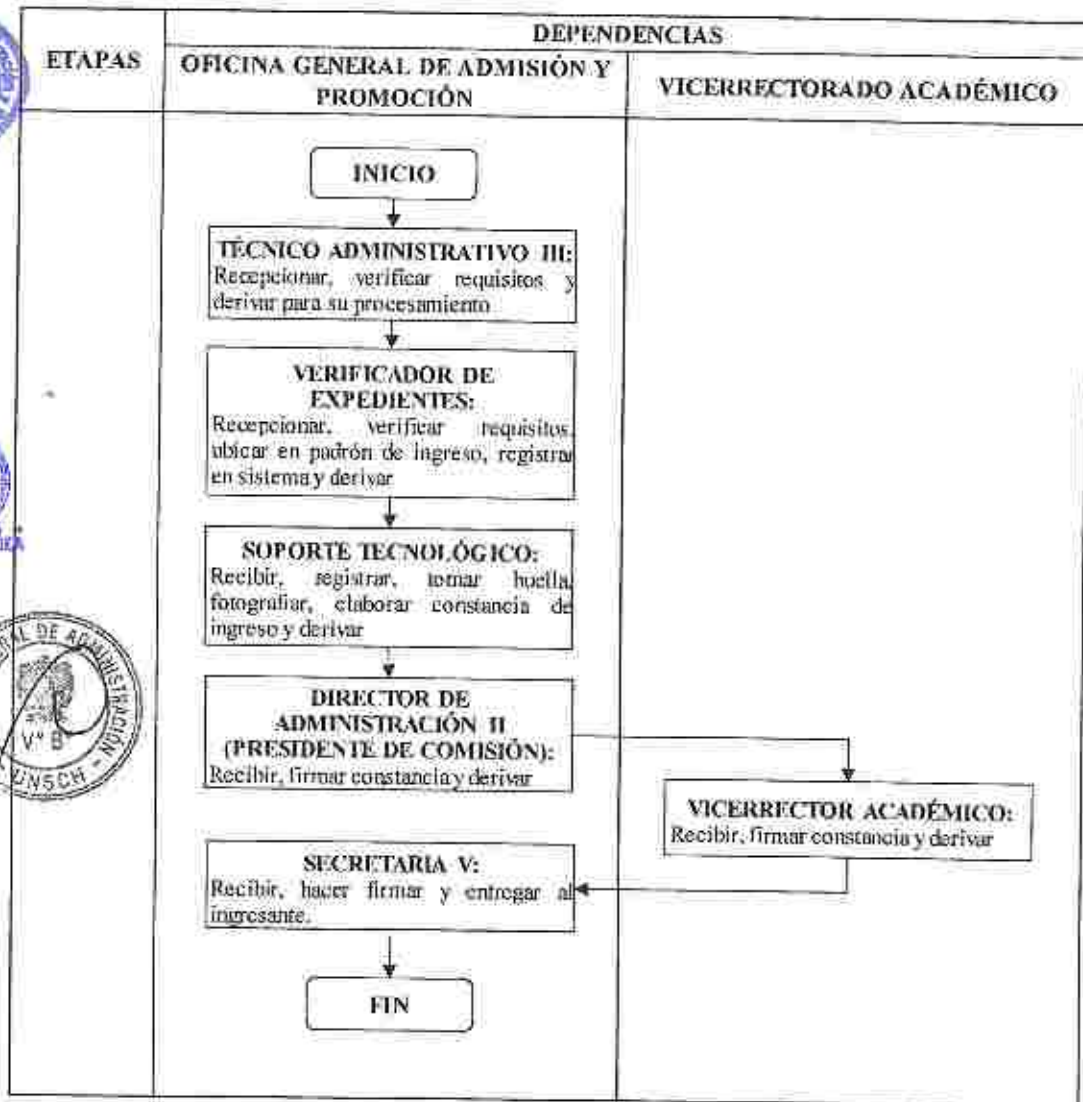 DEPENDENCIAS
ETAPAS
OFICINA GENERAL DE ADMISIÓN Y
PROMOCIÓN
VICERRECTORADO ACADÉMICO
INICIO
TÉCNICO ADMINISTRATIVO III:
Recepcionar, verificar requisitos y
derivar para su procesamiento
VERIFICADOR DE
EXPEDIENTES:
Recepcionar, verificar requisitos,
ubicar en padrón de ingreso, registrar
en sistema y derivar
SOPORTE TECNOLÓGICO:
Recibir, registrar, tomar huella,
fotografiar, elaborar constancia de
ingreso y derivar
DIRECTOR DE
ADMINISTRACIÓN II
(PRESIDENTE DE COMISIÓN):
Recibir, firmar constancia y derivar
VICERRECTOR ACADÉMICO:
Recibir, firmar constancia y derivar
SECRETARIA V:
Recibir, hacer firmar y entregar al
ingresante.
FIN
DE ADMINISTRACIÓN
V° B°
UNSCH